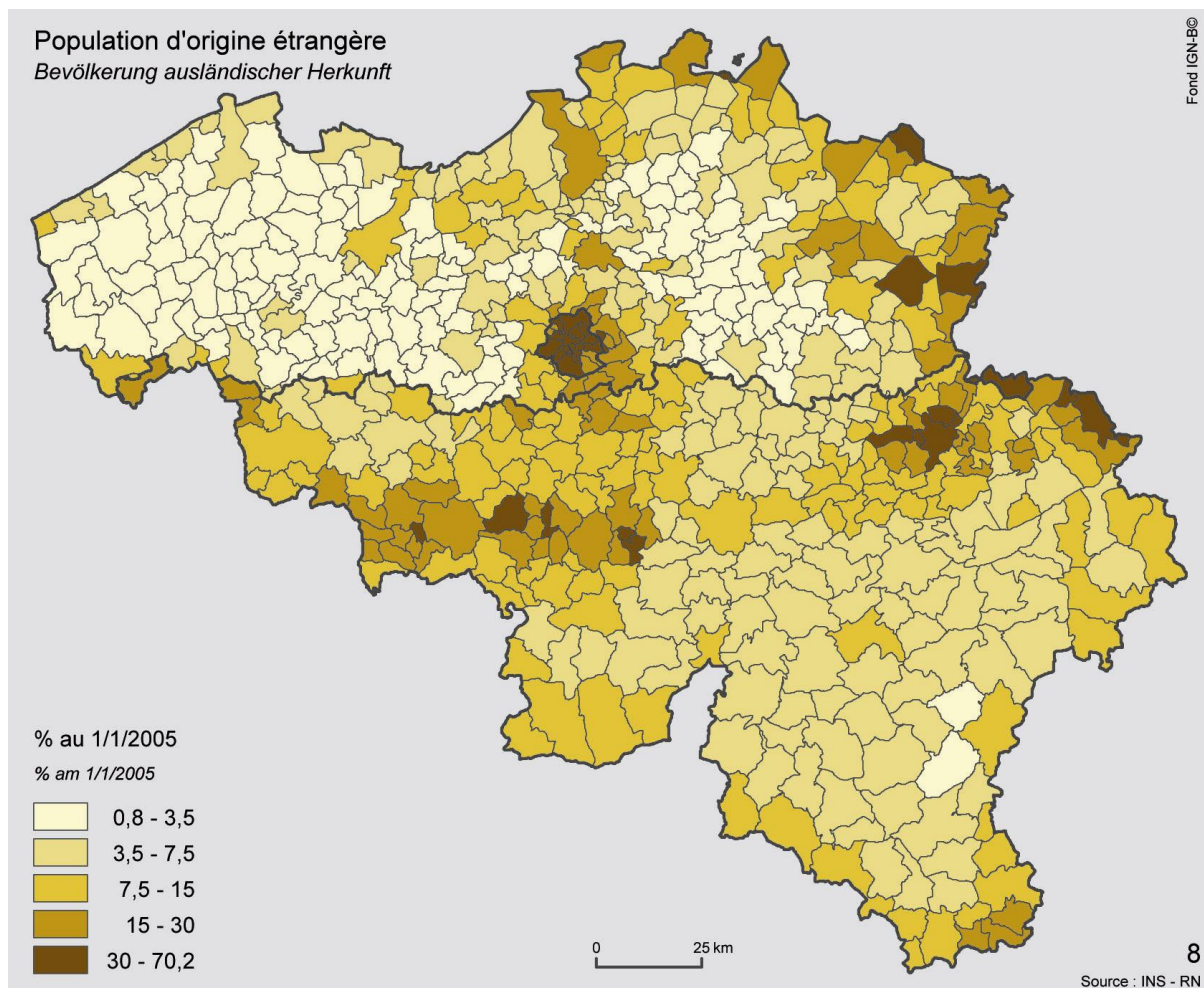 Population d'origine étrangère
Bevölkerung ausländischer Herkunft
Fond IGN-B©
% au 1/1/2005
% am 1/1/2005
0,8 - 3,5
3,5 - 7,5
7,5 - 15
15 - 30
30 - 70,2
0 25 km
8
Source : INS - RN